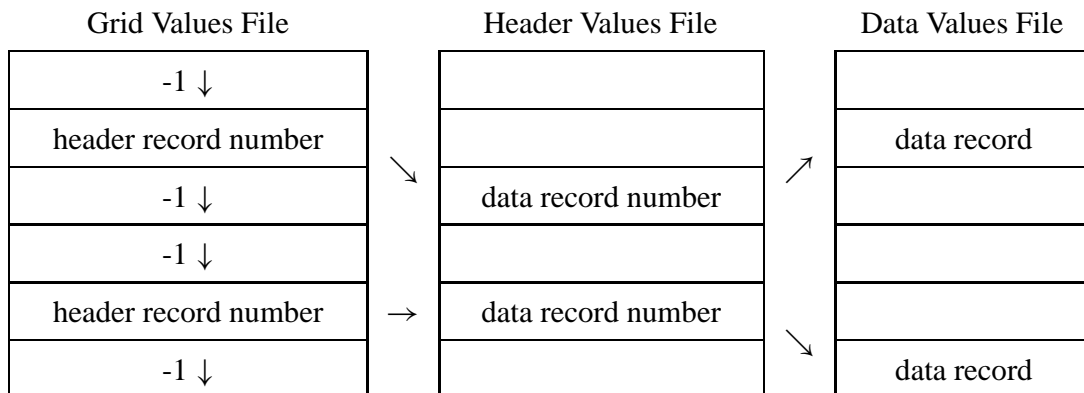 Grid Values File Header Values File Data Values File
-1 ↓
header record number data record
↘ ↗
-1 ↓ data record number
-1 ↓
header record number → data record number
↘
-1 ↓ data record